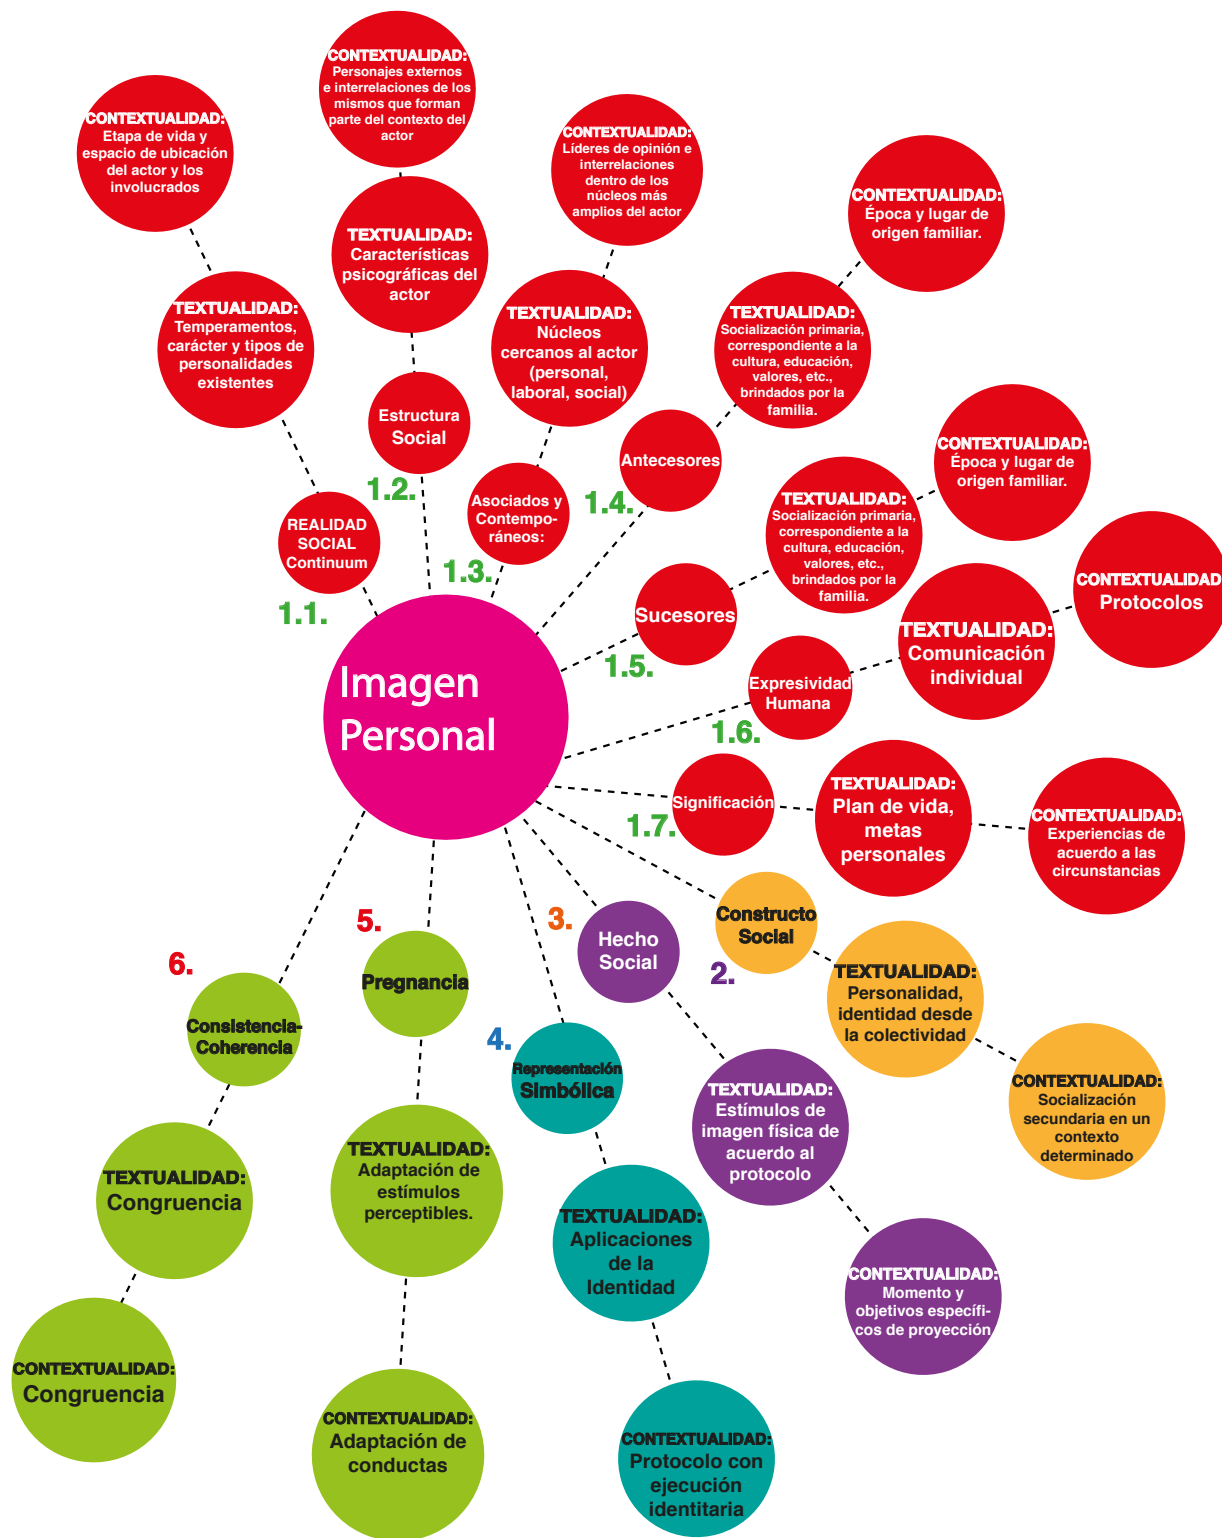 Imagen
Personal
1.1.
REALIDAD
SOCIAL
Continuum
TEXTUALIDAD:
Temperamentos,
carácter y tipos de
personalidades
existentes
CONTEXTUALIDAD:
Etapa de vida y
espacio de ubicación
del actor y los
involucrados
1.2.
Estructura
Social
TEXTUALIDAD:
Características
psicográficas del
actor
CONTEXTUALIDAD:
Personajes externos
e interrelaciones de los
mismos que forman
parte del contexto del
actor
1.3.
Asociados y
Contempo-
ráneos:
TEXTUALIDAD:
Núcleos
cercanos al actor
(personal,
laboral, social)
CONTEXTUALIDAD:
Líderes de opinión e
interrelaciones
dentro de los
núcleos más
amplios del actor
1.4.
Antecesores
TEXTUALIDAD:
Socialización primaria,
correspondiente a la
cultura, educación,
valores, etc.,
brindados por la
familia.
CONTEXTUALIDAD:
Época y lugar de
origen familiar.
1.5.
Sucesores
TEXTUALIDAD:
Socialización primaria,
correspondiente a la
cultura, educación,
valores, etc.,
brindados por la
familia.
CONTEXTUALIDAD:
Época y lugar de
origen familiar.
1.6.
Expresividad
Humana
TEXTUALIDAD:
Comunicación
individual
CONTEXTUALIDAD:
Protocolos
1.7.
Significación
TEXTUALIDAD:
Plan de vida,
metas
personales
CONTEXTUALIDAD:
Experiencias de
acuerdo a las
circunstancias
2.
Constructo
Social
TEXTUALIDAD:
Personalidad,
identidad desde
la colectividad
CONTEXTUALIDAD:
Socialización
secundaria en un
contexto
determinado
3.
Hecho
Social
TEXTUALIDAD:
Estímulos de
imagen física de
acuerdo al
protocolo
CONTEXTUALIDAD:
Momento y
objetivos específi-
cos de proyección
4.
Representación
Simbólica
TEXTUALIDAD:
Aplicaciones
de la
Identidad
CONTEXTUALIDAD:
Protocolo con
ejecución
identitaria
5.
Pregnancia
TEXTUALIDAD:
Adaptación de
estímulos
perceptibles.
CONTEXTUALIDAD:
Adaptación de
conductas
6.
Consistencia-
Coherencia
TEXTUALIDAD:
Congruencia
CONTEXTUALIDAD:
Congruencia